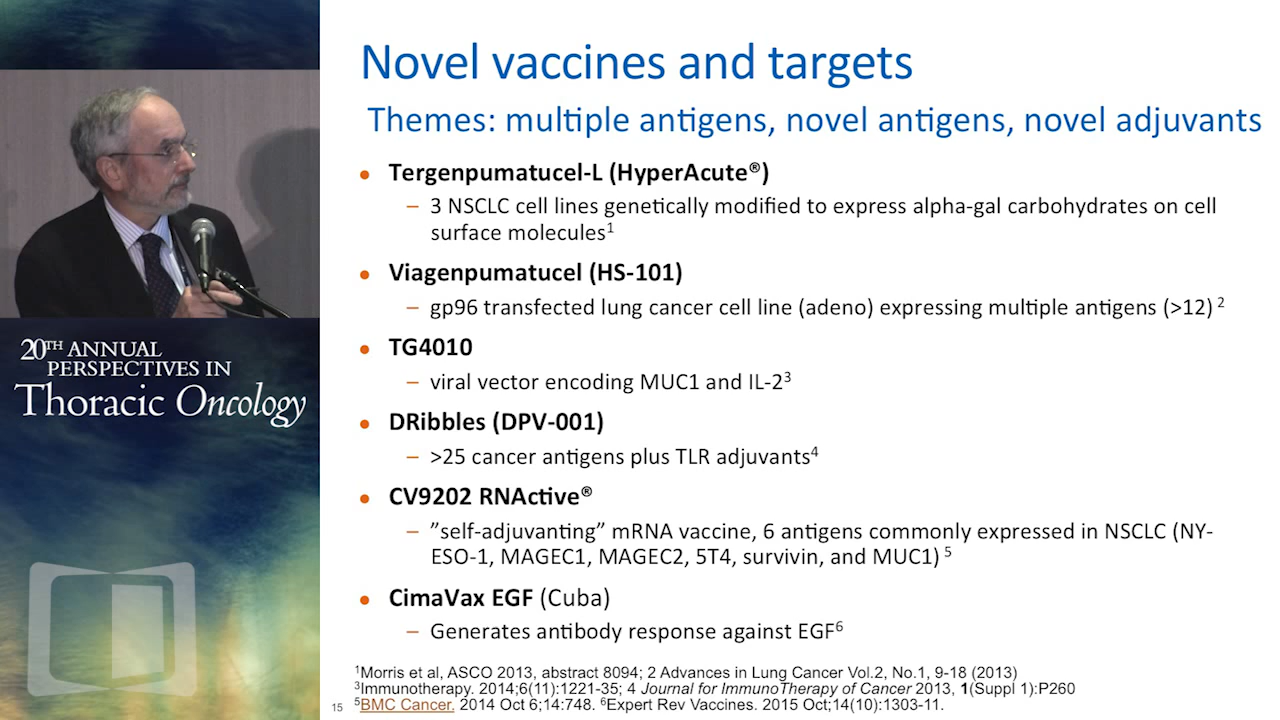 Novel vaccines and targets
Themes: multiple antigens, novel antigens, novel adjuvants
• Tergenpumatucel-L (HyperAcute®)
– 3 NSCLC cell lines genetically modified to express alpha-gal carbohydrates on cell
surface molecules1
• Viagenpumatucel (HS-101)
– gp96 transfected lung cancer cell line (adeno) expressing multiple antigens (>12) 2
• TG4010
– viral vector encoding MUC1 and IL-23
• DRibbles (DPV-001)
– >25 cancer antigens plus TLR adjuvants4
• CV9202 RNActive®
– ”self-adjuvanting” mRNA vaccine, 6 antigens commonly expressed in NSCLC (NY-
ESO-1, MAGEC1, MAGEC2, 5T4, survivin, and MUC1) 5
• CimaVax EGF (Cuba)
– Generates antibody response against EGF6
1Morris et al, ASCO 2013, abstract 8094; 2 Advances in Lung Cancer Vol.2, No.1, 9-18 (2013)
3Immunotherapy. 2014;6(11):1221-35; 4 Journal for ImmunoTherapy of Cancer 2013, 1(Suppl 1):P260
5BMC Cancer. 2014 Oct 6;14:748. 6Expert Rev Vaccines. 2015 Oct;14(10):1303-11.
15
20TH ANNUAL
PERSPECTIVES IN
Thoracic Oncology